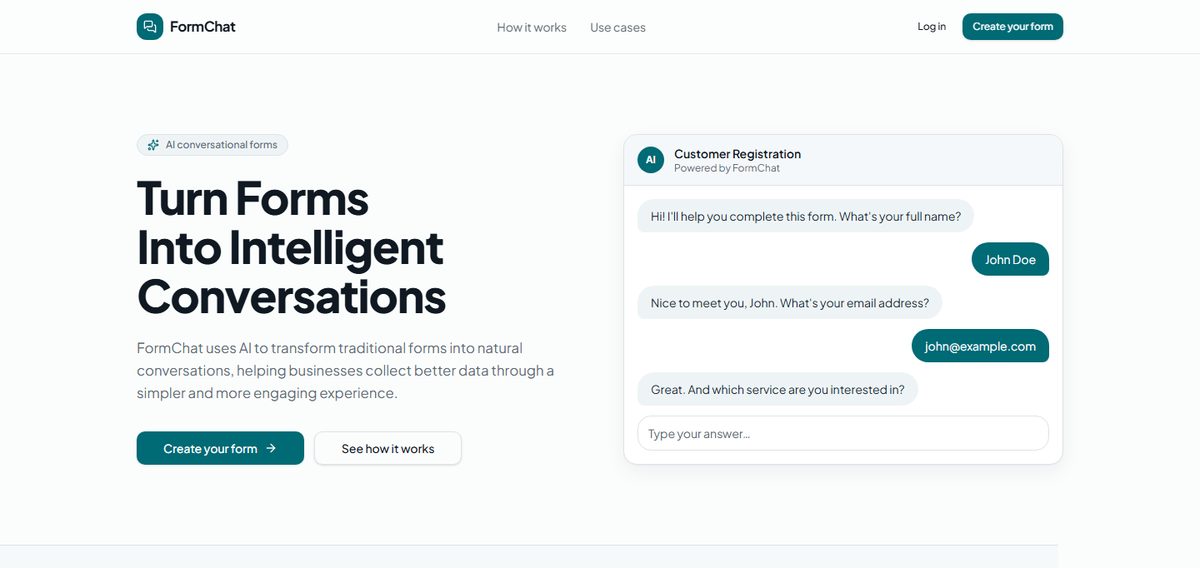 FormChat
How it works
Use cases
Log in
Create your form
AI conversational forms
Turn Forms
Into Intelligent
Conversations
FormChat uses AI to transform traditional forms into natural
conversations, helping businesses collect better data through a
simpler and more engaging experience.
Create your form →
See how it works
AI
Customer Registration
Powered by FormChat
Hi! I'll help you complete this form. What's your full name?
John Doe
Nice to meet you, John. What's your email address?
john@example.com
Great. And which service are you interested in?
Type your answer...